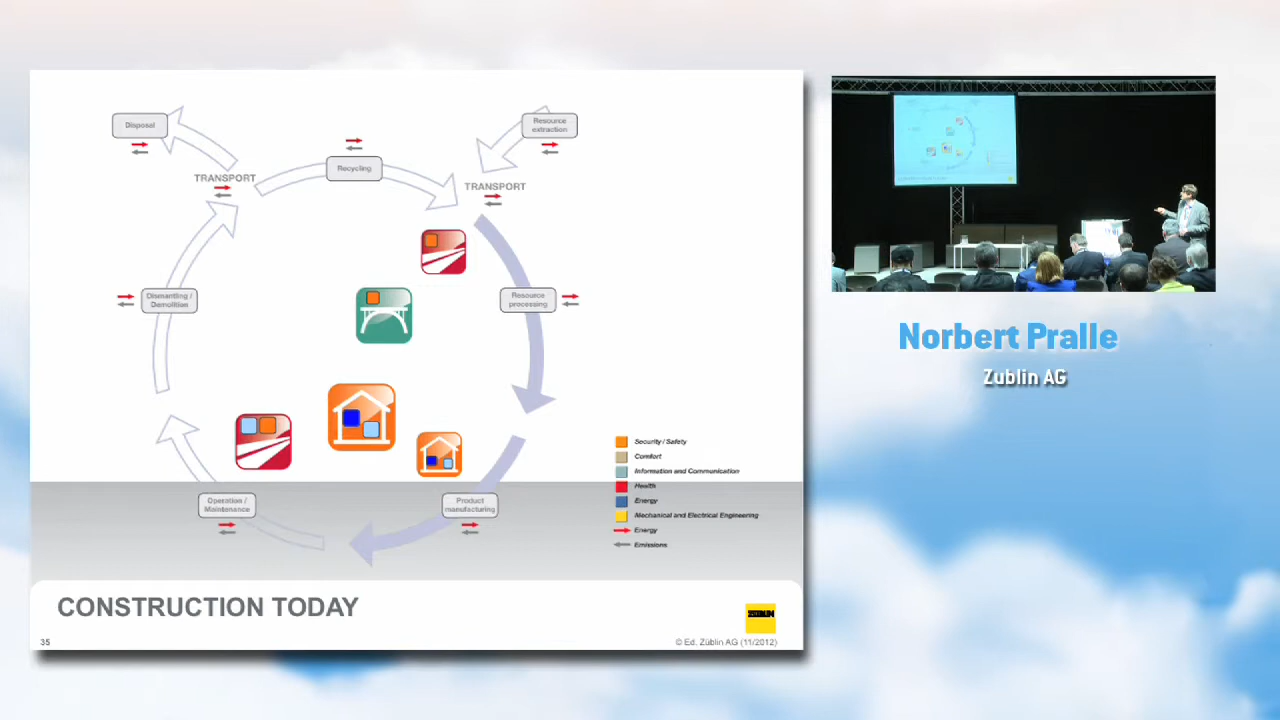 Disposal
Resource
extraction
Recycling
TRANSPORT
TRANSPORT
Dismantling /
Demolition
Resource
processing
Operation /
Maintenance
Product
manufacturing
Security / Safety
Comfort
Information and Communication
Health
Energy
Mechanical and Electrical Engineering
Energy
Emissions
CONSTRUCTION TODAY
35
© Ed. Züblin AG (11/2012)
Norbert Pralle
Zublin AG